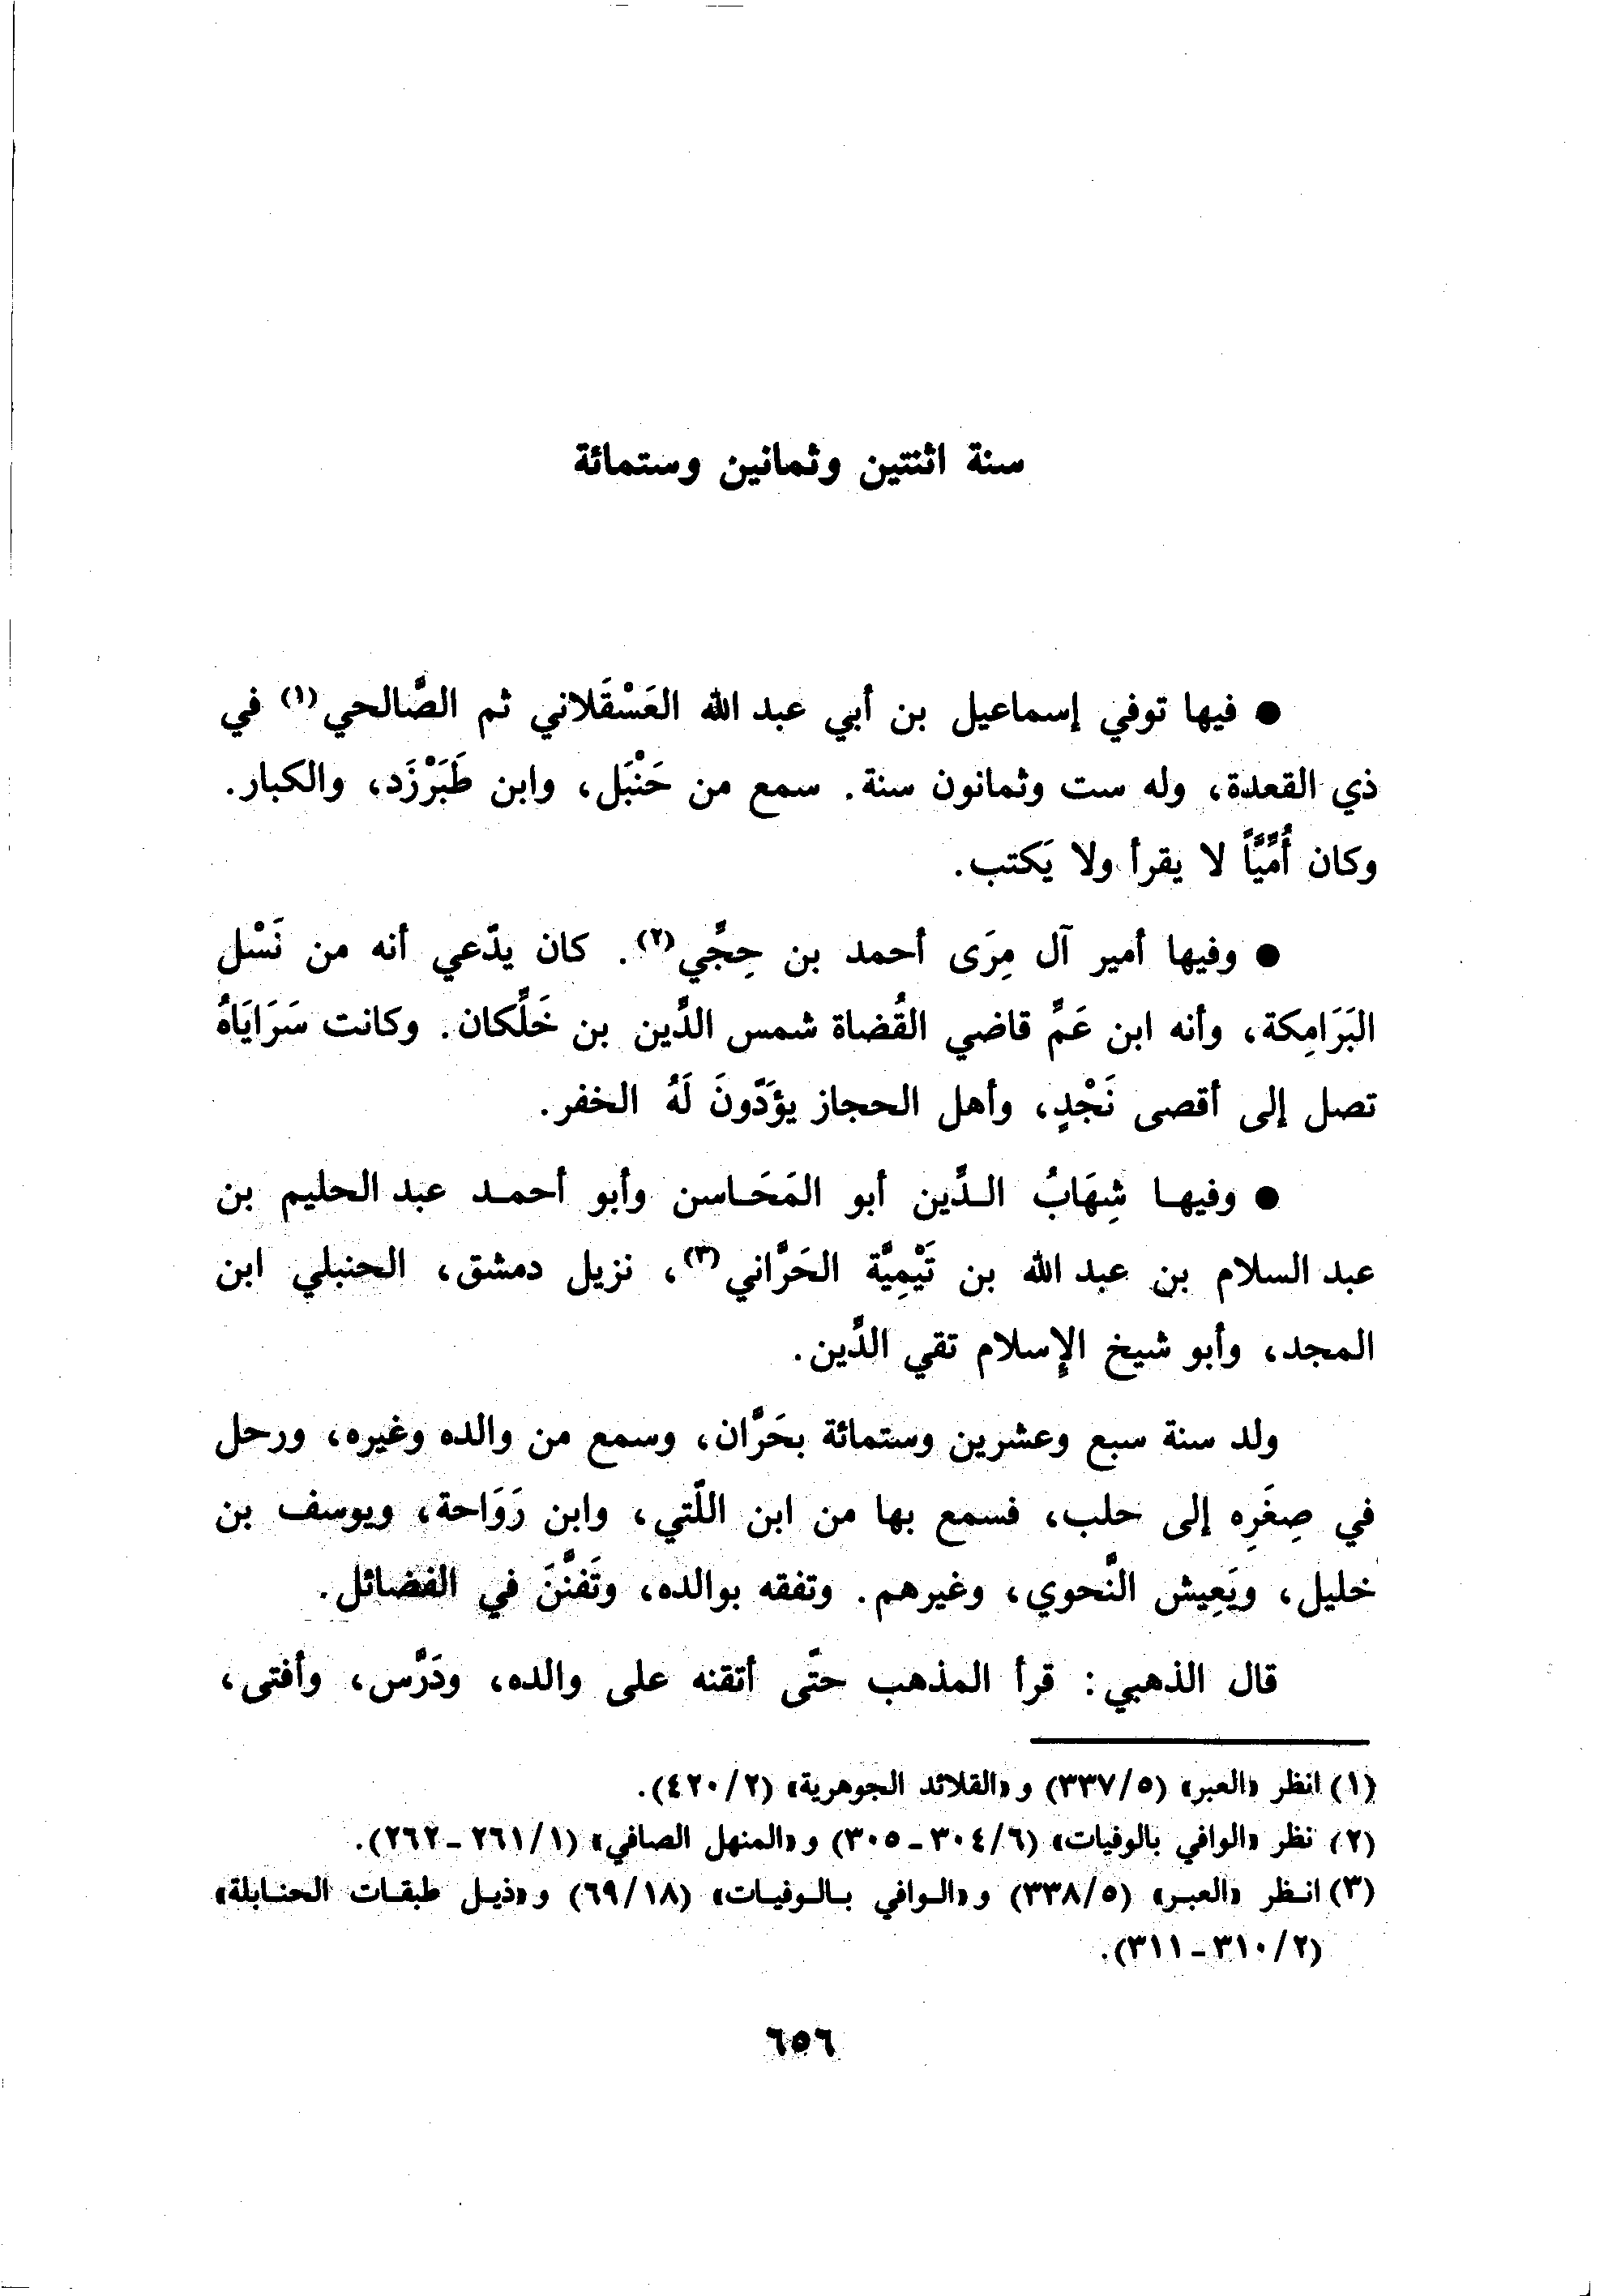 سنة اثنتين وثمانين وستمائة
● فيها توفي إسماعيل بن أبي عبد الله العَسْقَلاني ثم الصَّالحي(١) في
ذي القعدة، وله ست وثمانون سنة. سمع من حَنْبَل، وابن طَبَرْزَد، والكبار.
وكان أُمِّيَّاً لا يقرأ ولا يَكتب.
● وفيها أمير آل مِرَى أحمد بن حِجِّي(٢). كان يدّعي أنه من نَسْل
البَرَامِكة، وأنه ابن عَمِّ قاضي القُضاة شمس الدِّين بن خَلِّكان. وكانت سَرَايَاهُ
تصل إلى أقصى نَجْدٍ، وأهل الحجاز يؤَدّونَ لَهُ الخفر.
● وفيها شِهَابُ الدِّين أبو المَحَاسن وأبو أحمد عبد الحليم بن
عبد السلام بن عبد الله بن تَيْمِيَّة الحَرَّاني(٣)، نزيل دمشق، الحنبلي ابن
المجد، وأبو شيخ الإسلام تقي الدِّين.
ولد سنة سبع وعشرين وستمائة بحَرَّان، وسمع من والده وغيره، ورحل
في صِغَرِه إلى حلب، فسمع بها من ابن اللّتي، وابن رَوَاحة، ويوسف بن
خليل، ويَعِيش النَّحوي، وغيرهم. وتفقه بوالده، وتَفنَّنَ في الفضائل.
قال الذهبي: قرأ المذهب حتّى أتقنه على والده، ودَرَّس، وأفتى،
(١) انظر «العبر» (٣٣٧/٥) و«القلائد الجوهرية» (٤٢٠/٢).
(٢) نظر «الوافي بالوفيات» (٣٠٤/٦ - ٣٠٥) و«المنهل الصافي» (٢٦١/١ - ٢٦٢).
(٣) انظر «العبر» (٣٣٨/٥) و«الوافي بالوفيات» (٦٩/١٨) و«ذيل طبقات الحنابلة»
(٣١٠/٢ - ٣١١).
٦٥٦